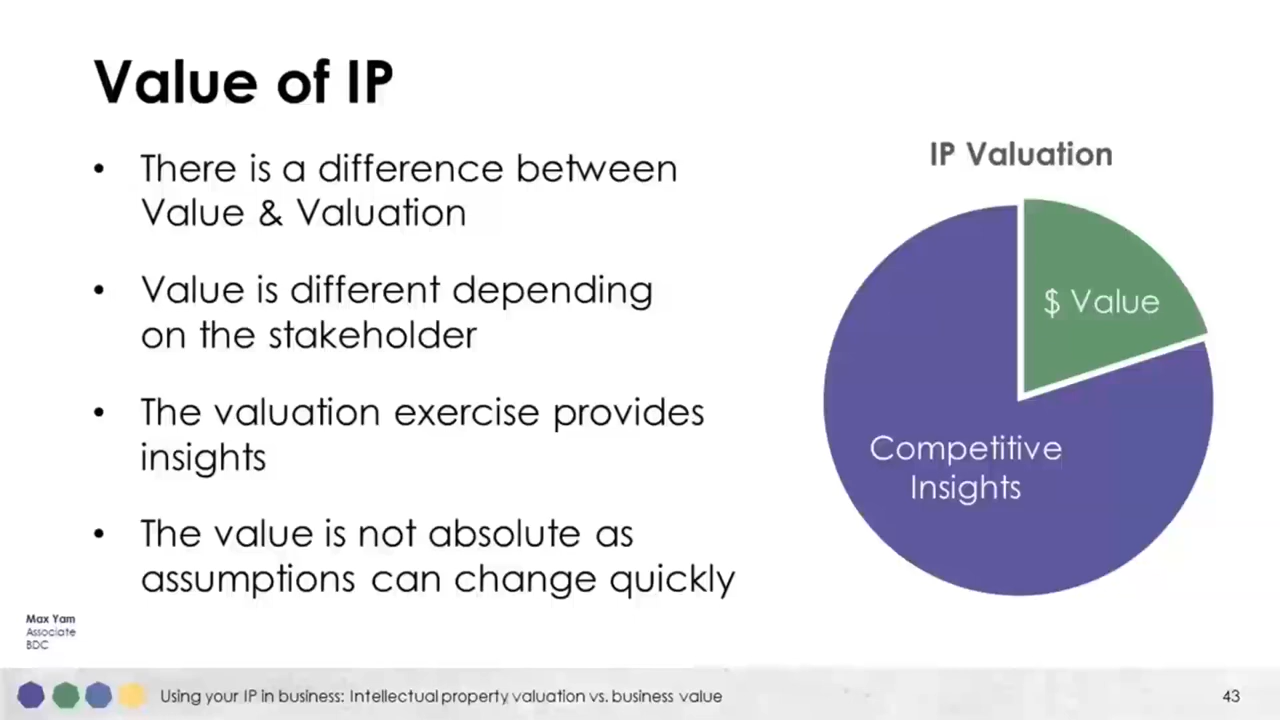 Value of IP
• There is a difference between
Value & Valuation
• Value is different depending
on the stakeholder
• The valuation exercise provides
insights
• The value is not absolute as
assumptions can change quickly
IP Valuation
$ Value
Competitive
Insights
Max Yam
Associate
BDC
Using your IP in business: Intellectual property valuation vs. business value
43